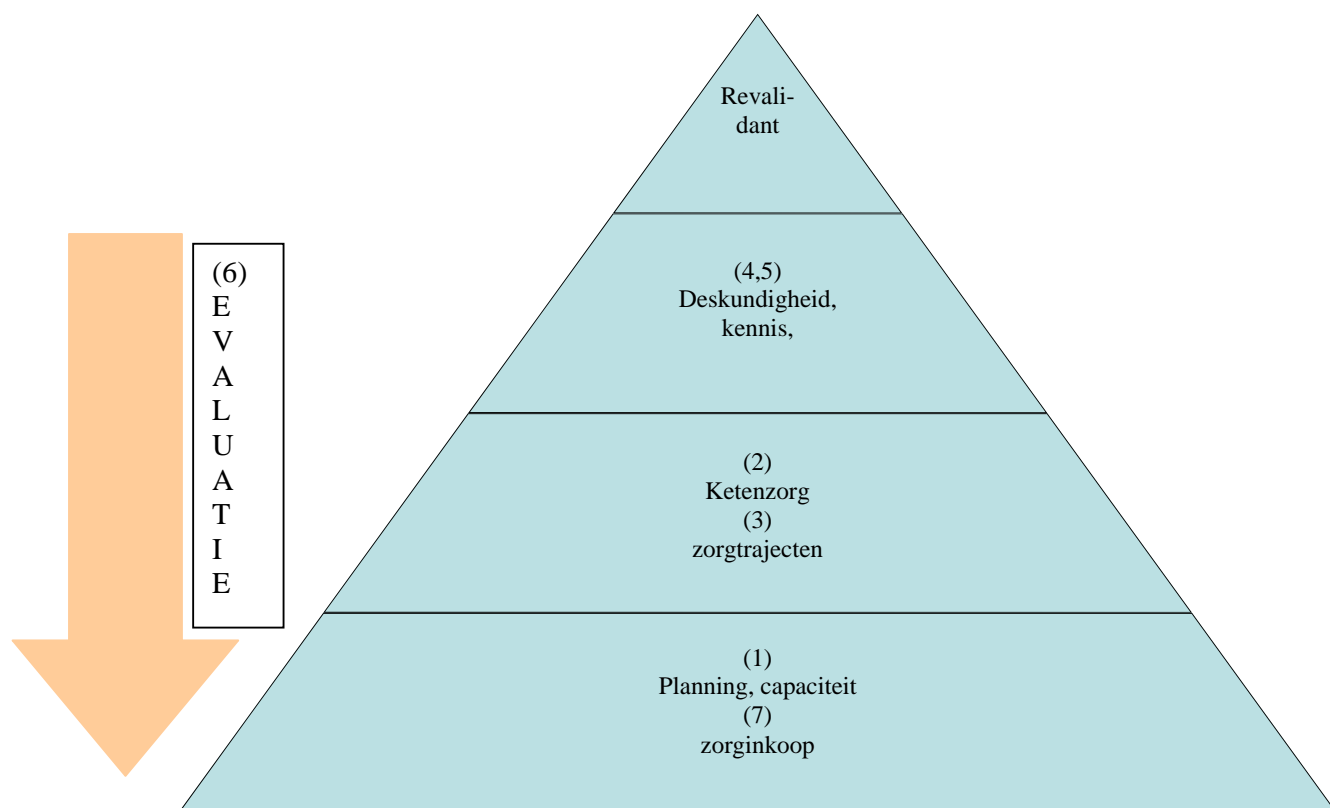 Revali-
dant
(4,5)
Deskundigheid,
kennis,
(6)
E
V
A
L
U
A
T
I
E
(2)
Ketenzorg
(3)
zorgtrajecten
(1)
Planning, capaciteit
(7)
zorginkoop